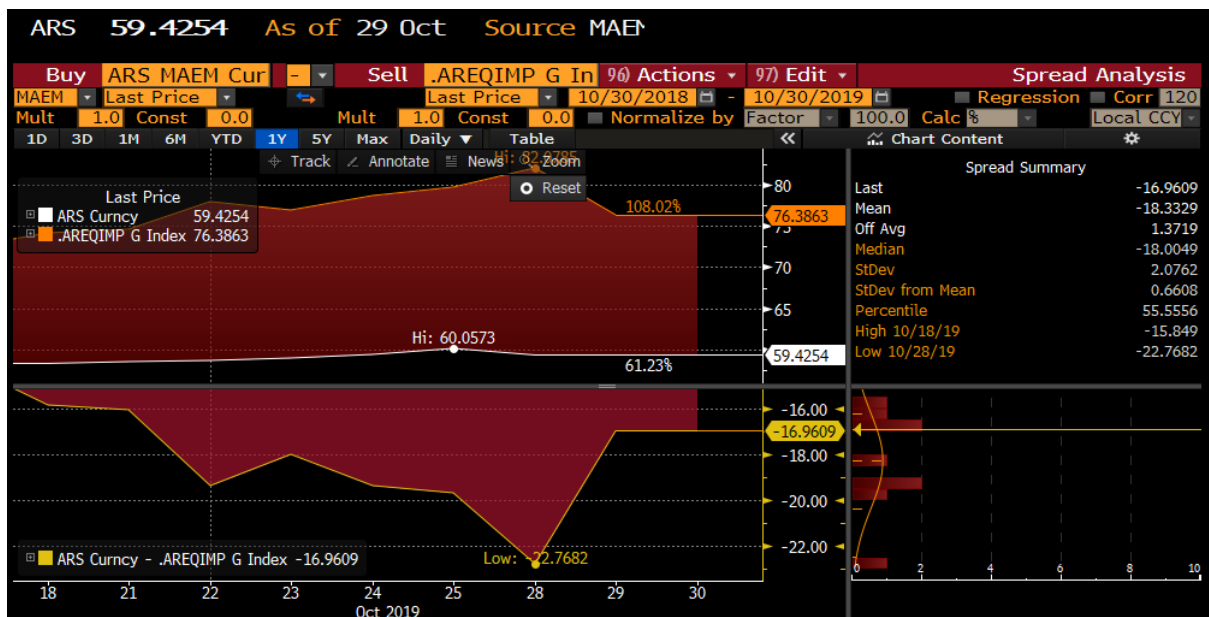 ARS 59.4254 As of 29 Oct Source MAEM
Buy ARS MAEM Cur - Sell .AREQIMP G In 96) Actions 97) Edit Spread Analysis
MAEM Last Price Last Price 10/30/2018 - 10/30/2019 Regression Corr 120
Mult 1.0 Const 0.0 Mult 1.0 Const 0.0 Normalize by Factor 100.0 Calc % Local CCY
1D 3D 1M 6M YTD 1Y 5Y Max Daily ▼ Table « Chart Content
Track Annotate News Zoom
Reset
Hi: 82.0785
Last Price
ARS Curncy 59.4254
.AREQIMP G Index 76.3863
108.02%
80
76.3863
75
70
65
Hi: 60.0573
59.4254
61.23%
Spread Summary
Last -16.9609
Mean -18.3329
Off Avg 1.3719
Median -18.0049
StDev 2.0762
StDev from Mean 0.6608
Percentile 55.5556
High 10/18/19 -15.849
Low 10/28/19 -22.7682
-16.00
-16.9609
-18.00
-20.00
-22.00
ARS Curncy - .AREQIMP G Index -16.9609
Low: -22.7682
0 2 4 6 8 10
18 21 22 23 24 25 28 29 30
Oct 2019